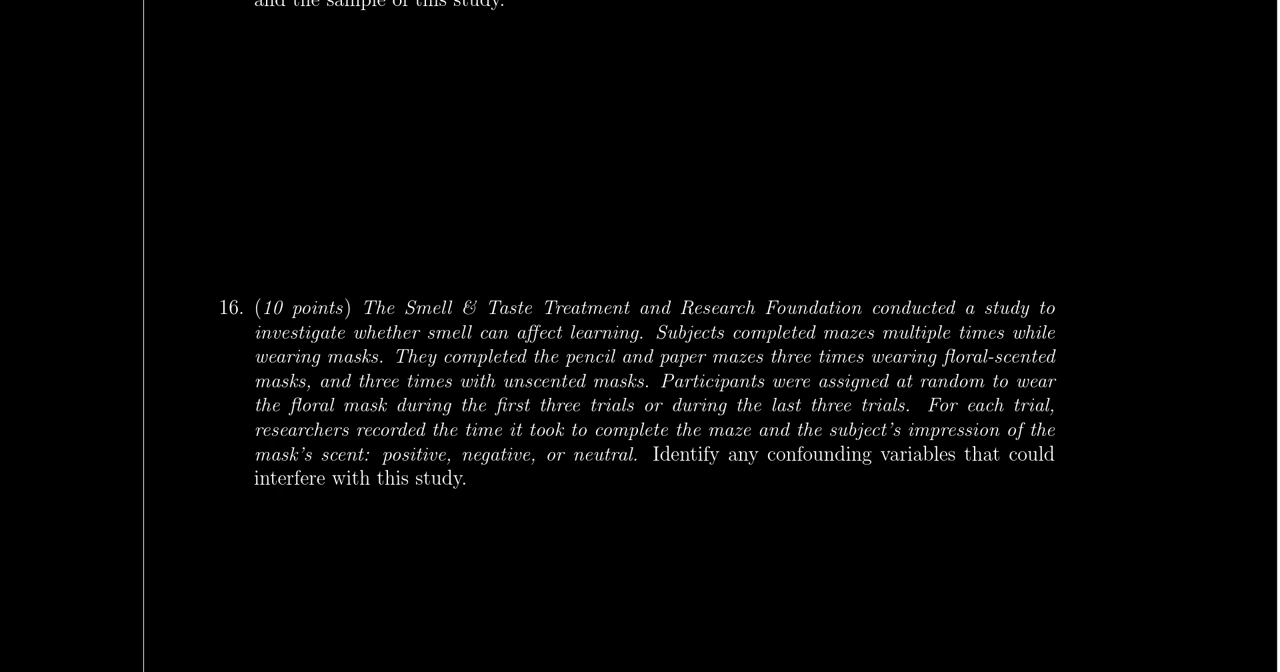 and the sample of this study.
16. (10 points) The Smell & Taste Treatment and Research Foundation conducted a study to
investigate whether smell can affect learning. Subjects completed mazes multiple times while
wearing masks. They completed the pencil and paper mazes three times wearing floral-scented
masks, and three times with unscented masks. Participants were assigned at random to wear
the floral mask during the first three trials or during the last three trials. For each trial,
researchers recorded the time it took to complete the maze and the subject's impression of the
mask's scent: positive, negative, or neutral. Identify any confounding variables that could
interfere with this study.